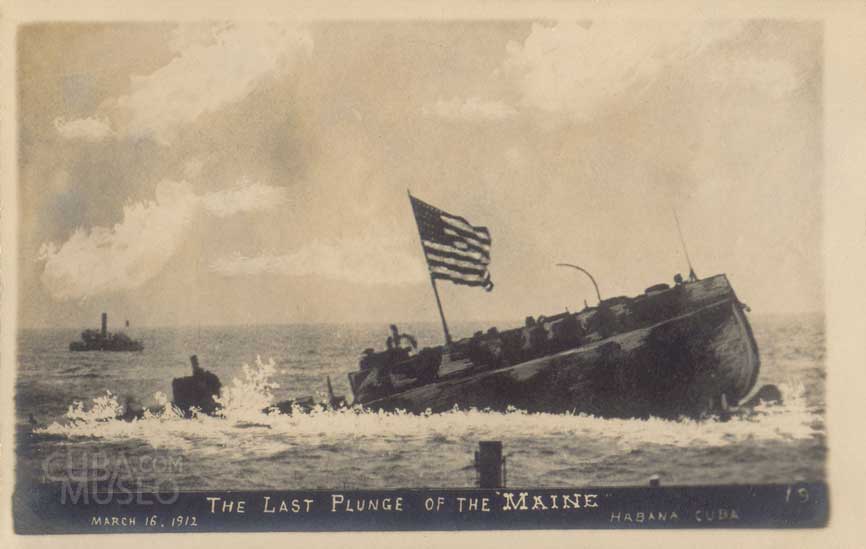 CUBA.COM
MUSEO
THE LAST PLUNGE OF THE "MAINE"
HABANA CUBA
19
MARCH 16, 1912